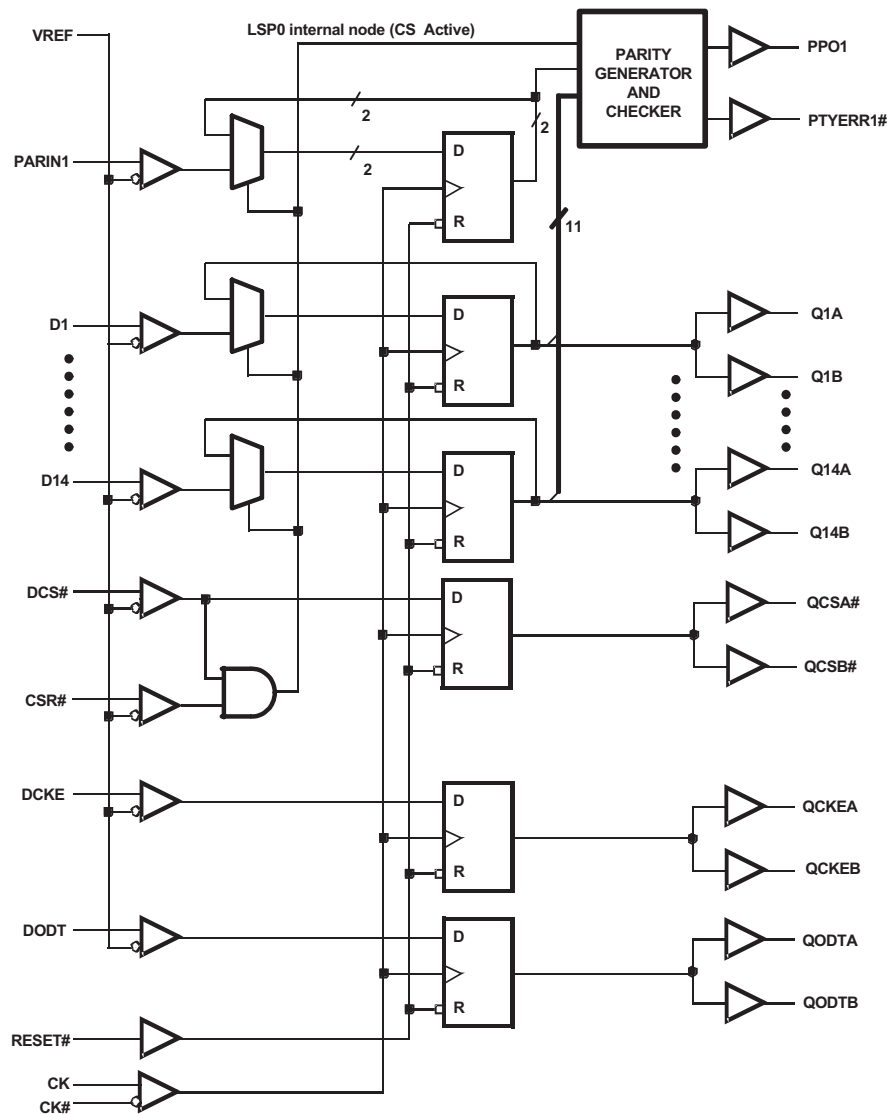 VREF
LSP0 internal node (CS Active)
PARITY
GENERATOR
AND
CHECKER
PPO1
PTYERR1#
2
2
2
PARIN1
D
R
11
D1
D
R
Q1A
Q1B
D14
D
R
Q14A
Q14B
DCS#
D
R
QCSA#
QCSB#
CSR#
DCKE
D
R
QCKEA
QCKEB
DODT
D
R
QODTA
QODTB
RESET#
CK
CK#